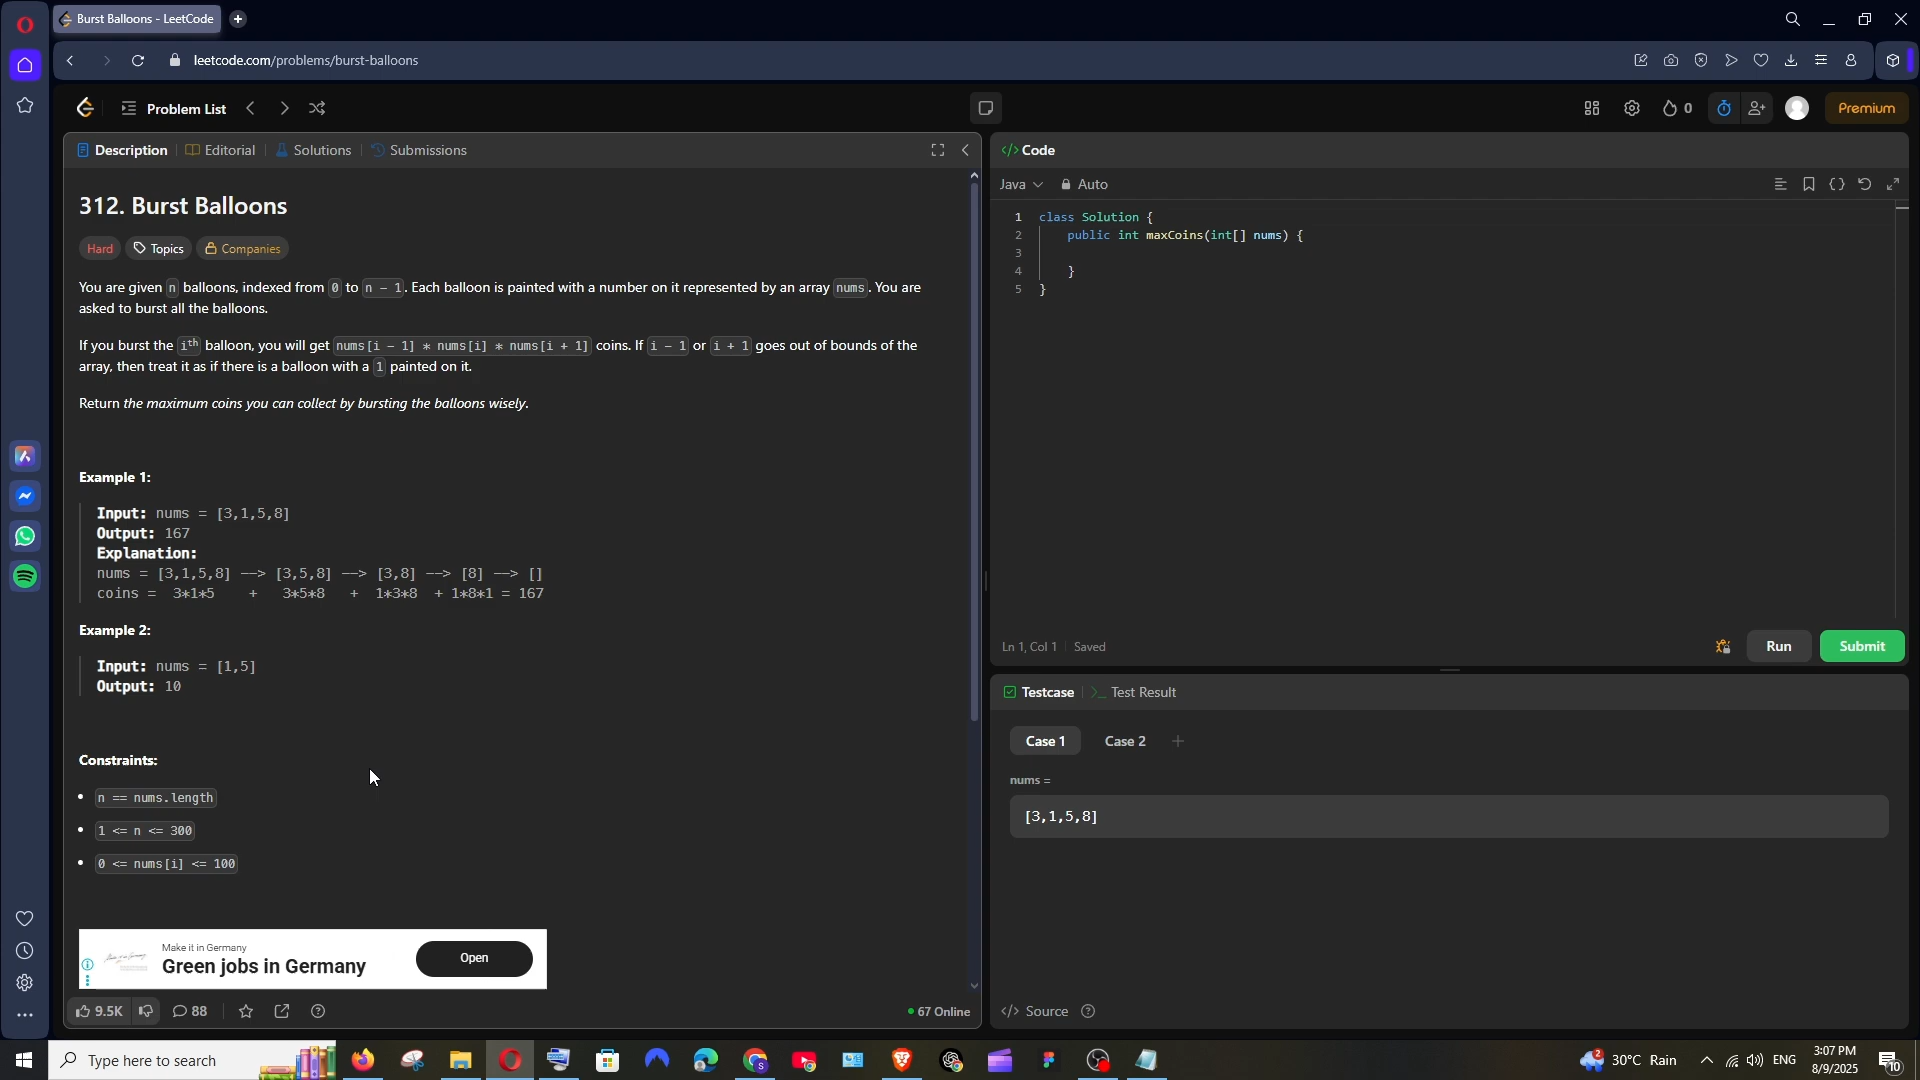 Burst Balloons - LeetCode
leetcode.com/problems/burst-balloons
Problem List
0
Premium
Description
Editorial
Solutions
Submissions
312. Burst Balloons
Hard
Topics
Companies
You are given n balloons, indexed from 0 to n - 1. Each balloon is painted with a number on it represented by an array nums. You are
asked to burst all the balloons.
If you burst the ith balloon, you will get nums[i - 1] * nums[i] * nums[i + 1] coins. If i - 1 or i + 1 goes out of bounds of the
array, then treat it as if there is a balloon with a 1 painted on it.
Return the maximum coins you can collect by bursting the balloons wisely.
Example 1:
Input: nums = [3,1,5,8]
Output: 167
Explanation:
nums = [3,1,5,8] --> [3,5,8] --> [3,8] --> [8] --> []
coins = 3*1*5 + 3*5*8 + 1*3*8 + 1*8*1 = 167
Example 2:
Input: nums = [1,5]
Output: 10
Constraints:
n == nums.length
1 <= n <= 300
0 <= nums[i] <= 100
Make it in Germany
Green jobs in Germany
Open
9.5K
88
67 Online
</> Code
Java
Auto
1 class Solution {
2 public int maxCoins(int[] nums) {
3
4 }
5 }
Ln 1, Col 1
Saved
Run
Submit
Testcase
>_ Test Result
Case 1
Case 2
+
nums =
[3,1,5,8]
</> Source
Type here to search
2
30°C Rain
ENG
3:07 PM
8/9/2025
10